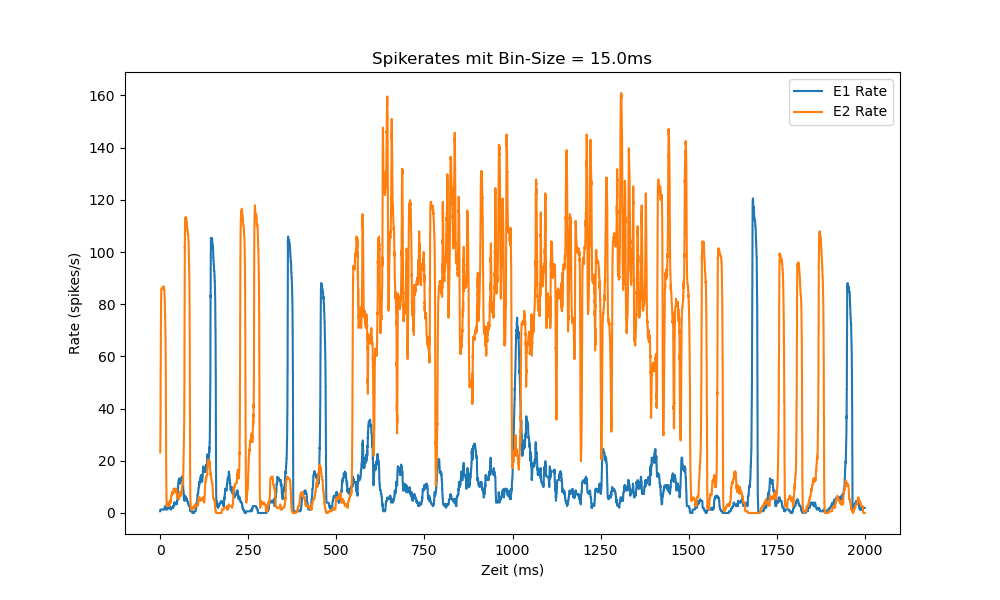 Spikerates mit Bin-Size = 15.0ms
E1 Rate
E2 Rate
Rate (spikes/s)
160
140
120
100
80
60
40
20
0
0 250 500 750 1000 1250 1500 1750 2000
Zeit (ms)